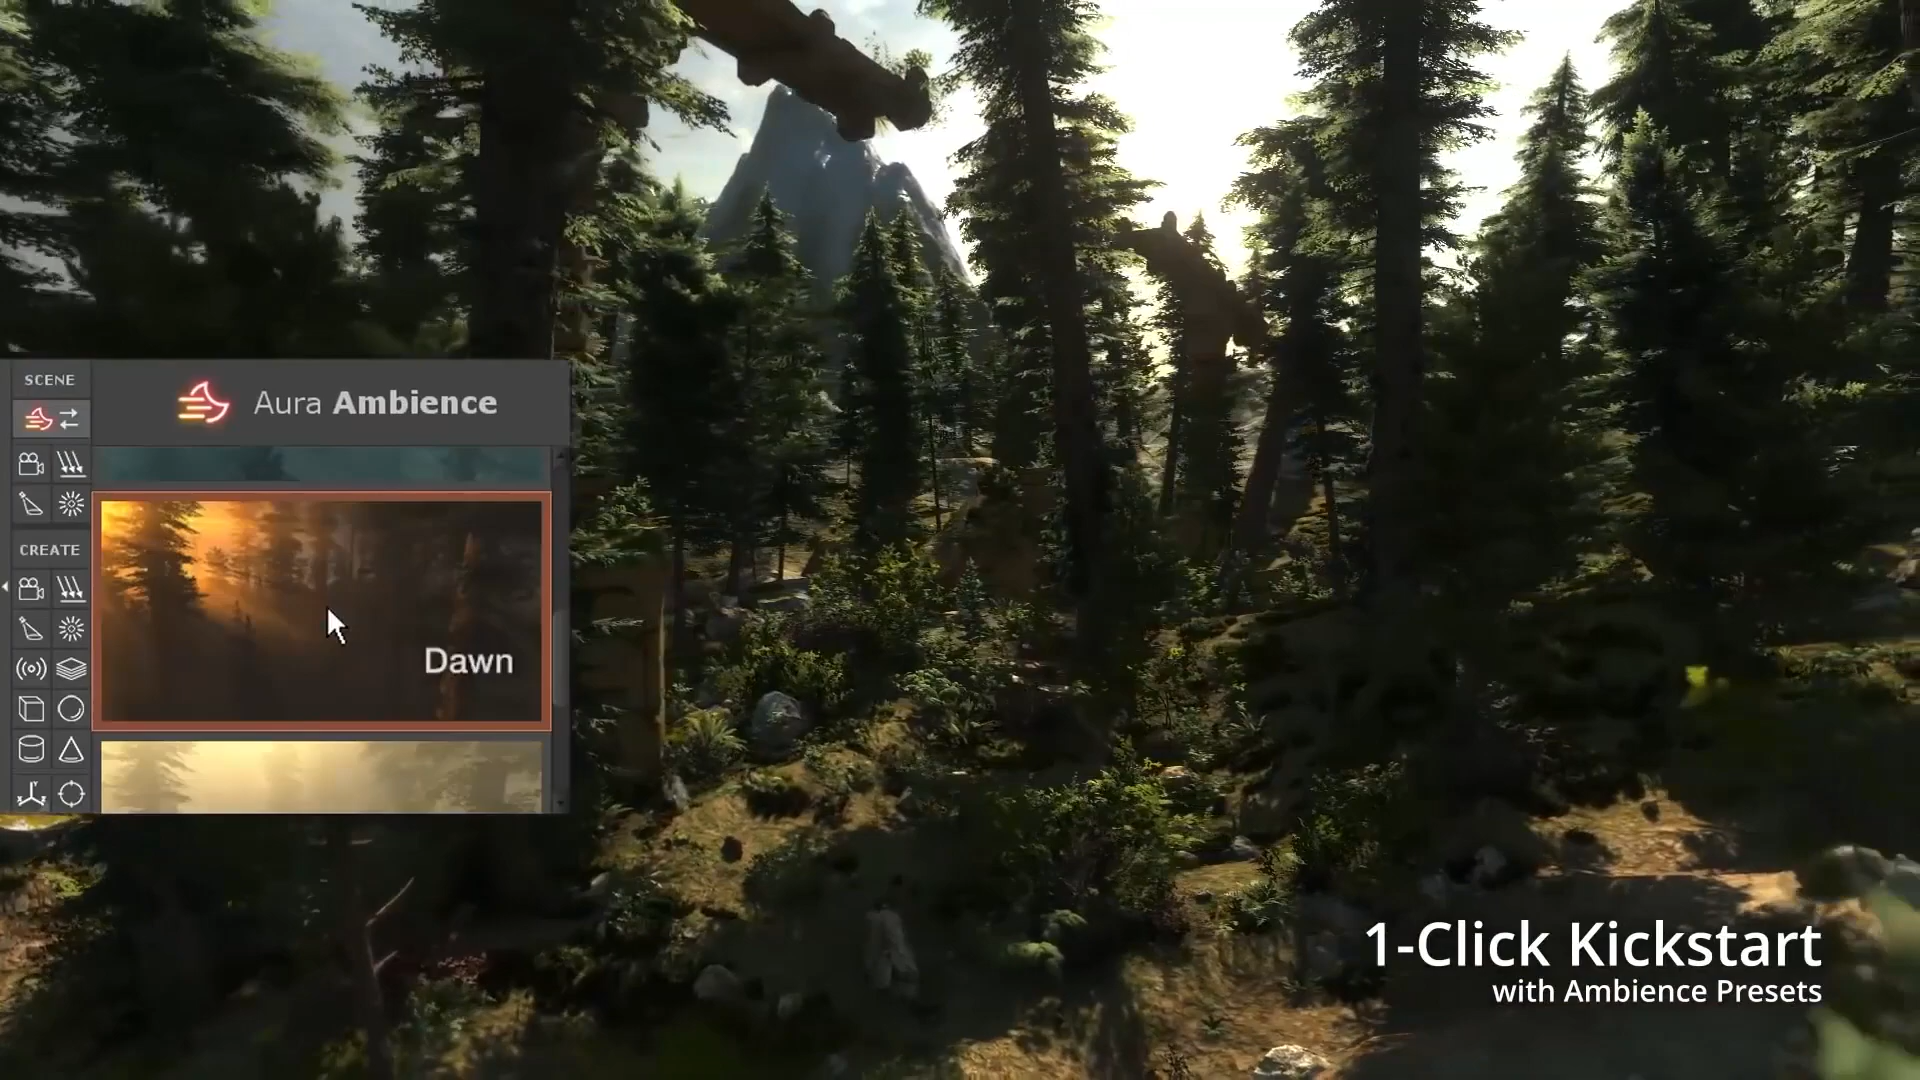 SCENE
Aura Ambience
CREATE
Dawn
1-Click Kickstart
with Ambience Presets